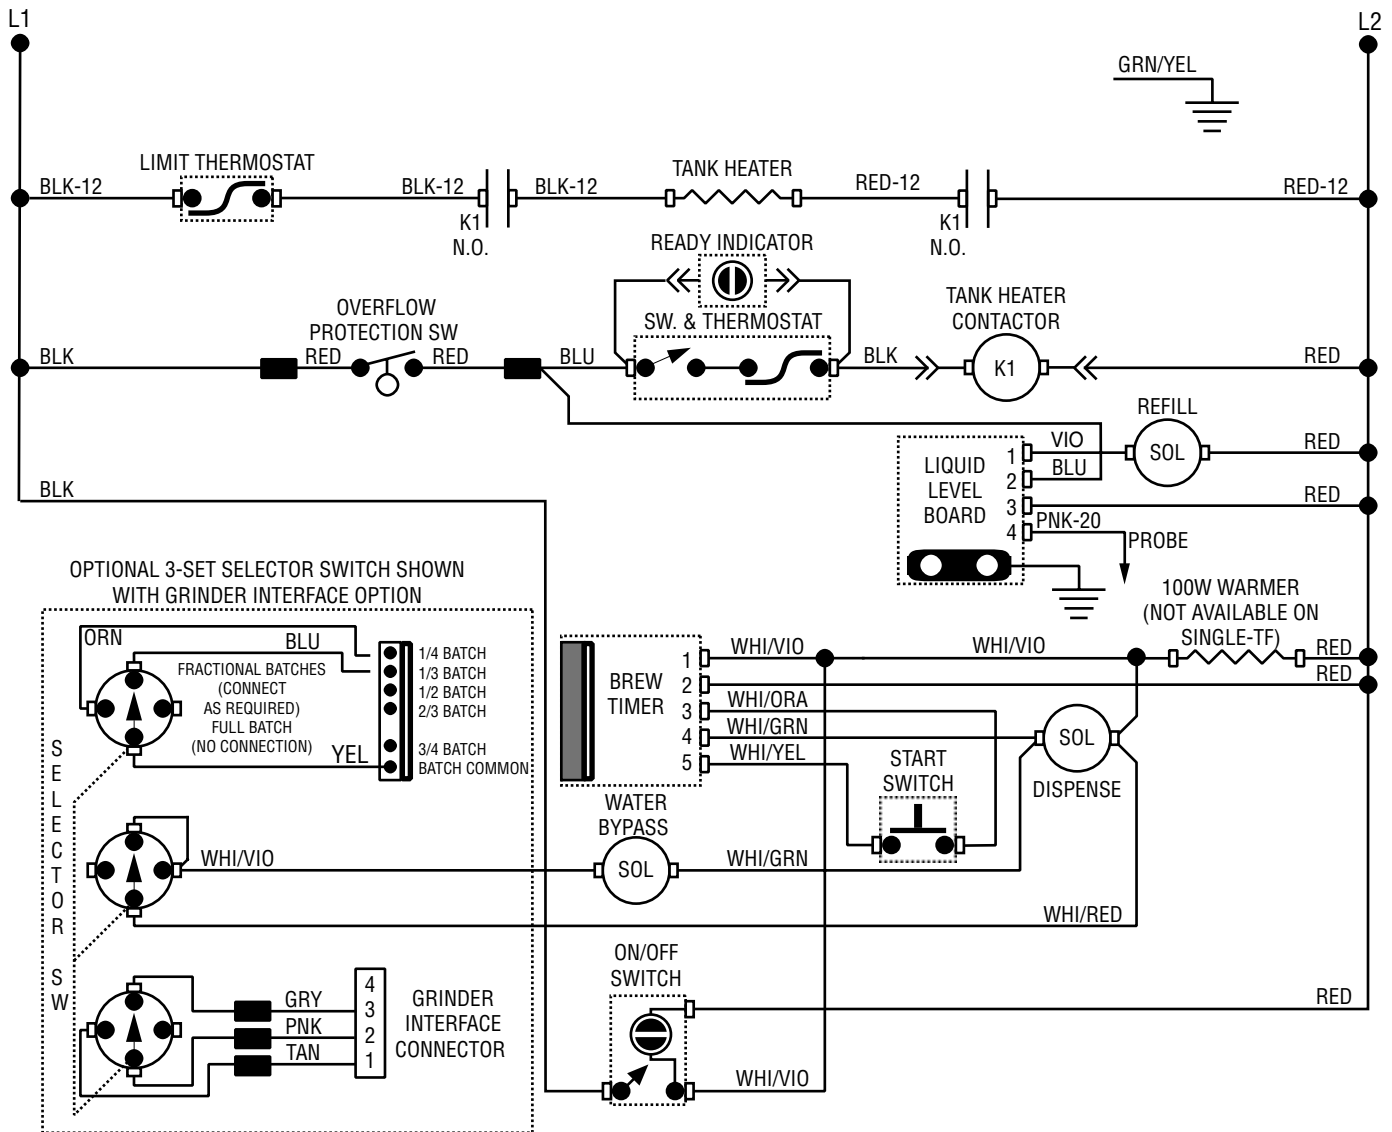 L1
L2
GRN/YEL
LIMIT THERMOSTAT
TANK HEATER
BLK-12
BLK-12
BLK-12
RED-12
RED-12
K1
N.O.
K1
N.O.
READY INDICATOR
OVERFLOW
PROTECTION SW
SW. & THERMOSTAT
TANK HEATER
CONTACTOR
BLK
RED
RED
BLU
BLK
K1
RED
REFILL
LIQUID
LEVEL
BOARD
1
2
3
4
VIO
BLU
SOL
RED
RED
PNK-20
PROBE
BLK
OPTIONAL 3-SET SELECTOR SWITCH SHOWN
WITH GRINDER INTERFACE OPTION
100W WARMER
(NOT AVAILABLE ON
SINGLE-TF)
ORN
BLU
FRACTIONAL BATCHES
(CONNECT
AS REQUIRED)
FULL BATCH
(NO CONNECTION)
YEL
1/4 BATCH
1/3 BATCH
1/2 BATCH
2/3 BATCH
3/4 BATCH
BATCH COMMON
BREW
TIMER
1
2
3
4
5
WHI/VIO
WHI/VIO
RED
RED
WHI/ORA
WHI/GRN
WHI/YEL
START
SWITCH
SOL
DISPENSE
SELECTOR SW
WATER
BYPASS
WHI/VIO
SOL
WHI/GRN
WHI/RED
ON/OFF
SWITCH
RED
WHI/VIO
GRY
PNK
TAN
4
3
2
1
GRINDER
INTERFACE
CONNECTOR